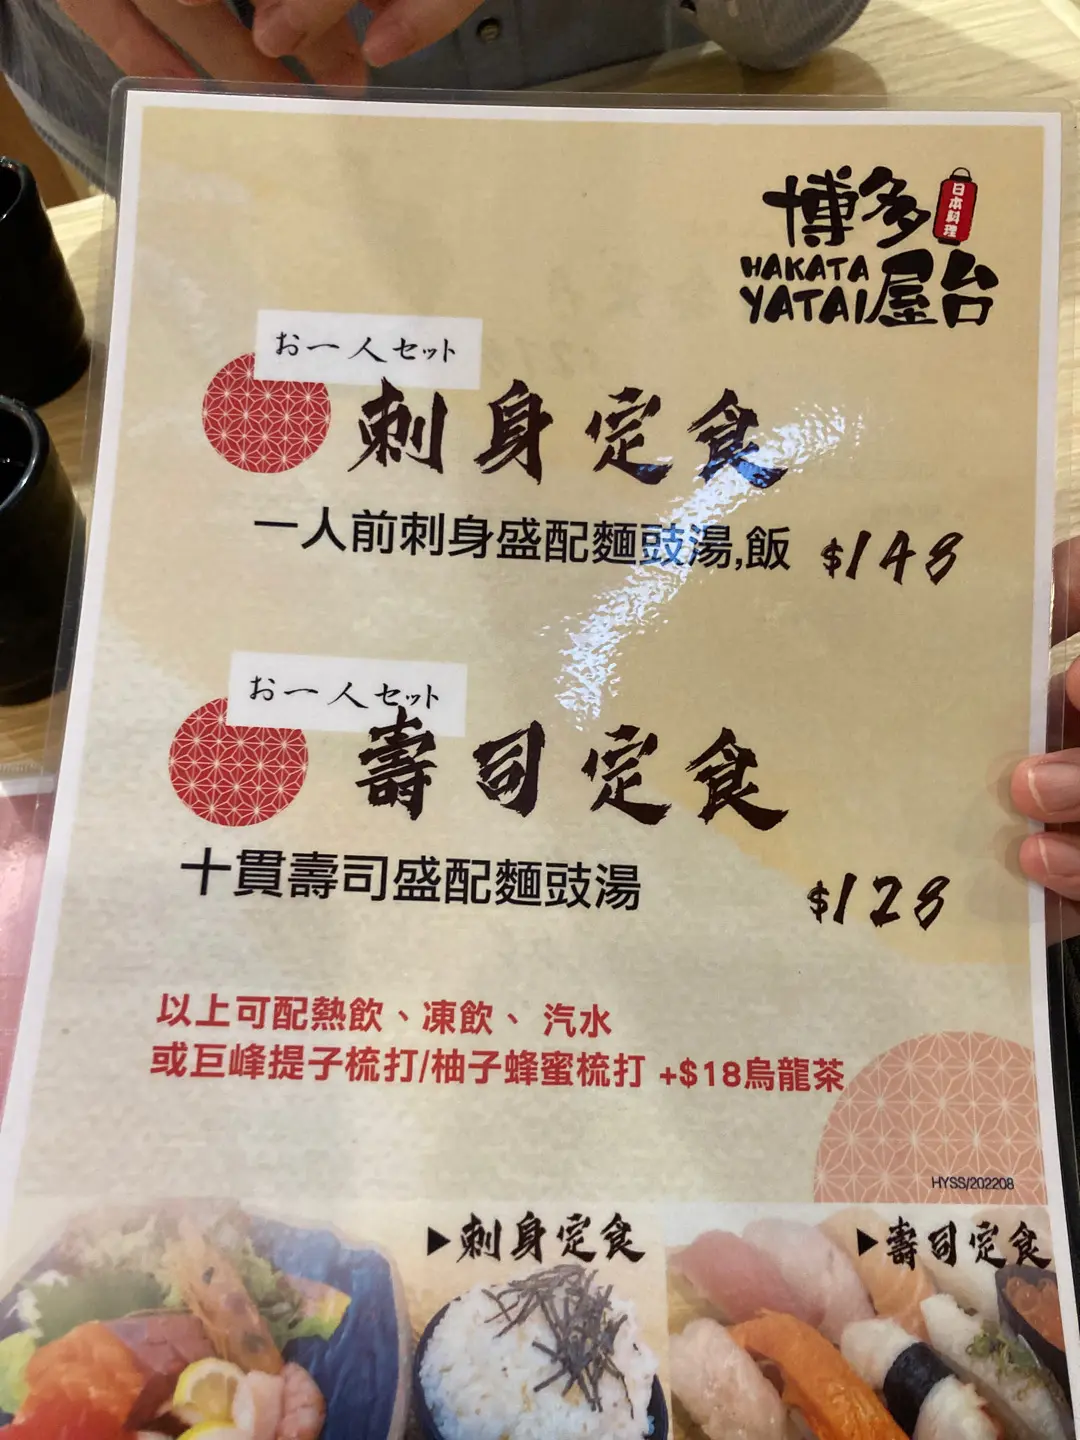 博多
日本料理
HAKATA
YATAI屋台
お一人セット
刺身定食
一人前刺身盛配麵豉湯,飯 $148
お一人セット
壽司定食
十貫壽司盛配麵豉湯 $128
以上可配熱飲、凍飲、 汽水
或巨峰提子梳打/柚子蜂蜜梳打 +$18烏龍茶
HYSS/202208
▶刺身定食
▶壽司定食